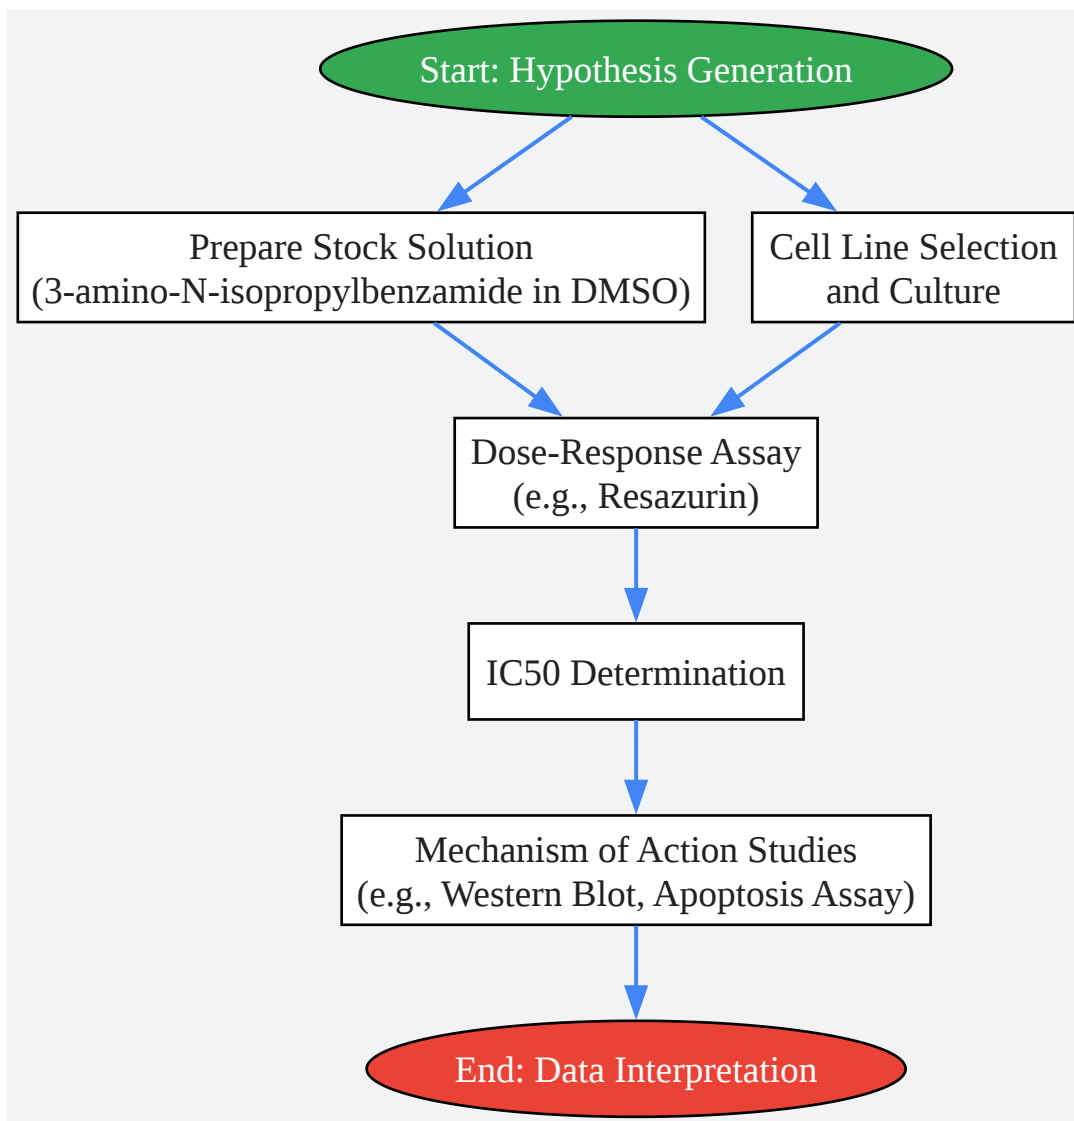 Start: Hypothesis Generation
Prepare Stock Solution
(3-amino-N-isopropylbenzamide in DMSO)
Cell Line Selection
and Culture
Dose-Response Assay
(e.g., Resazurin)
IC50 Determination
Mechanism of Action Studies
(e.g., Western Blot, Apoptosis Assay)
End: Data Interpretation